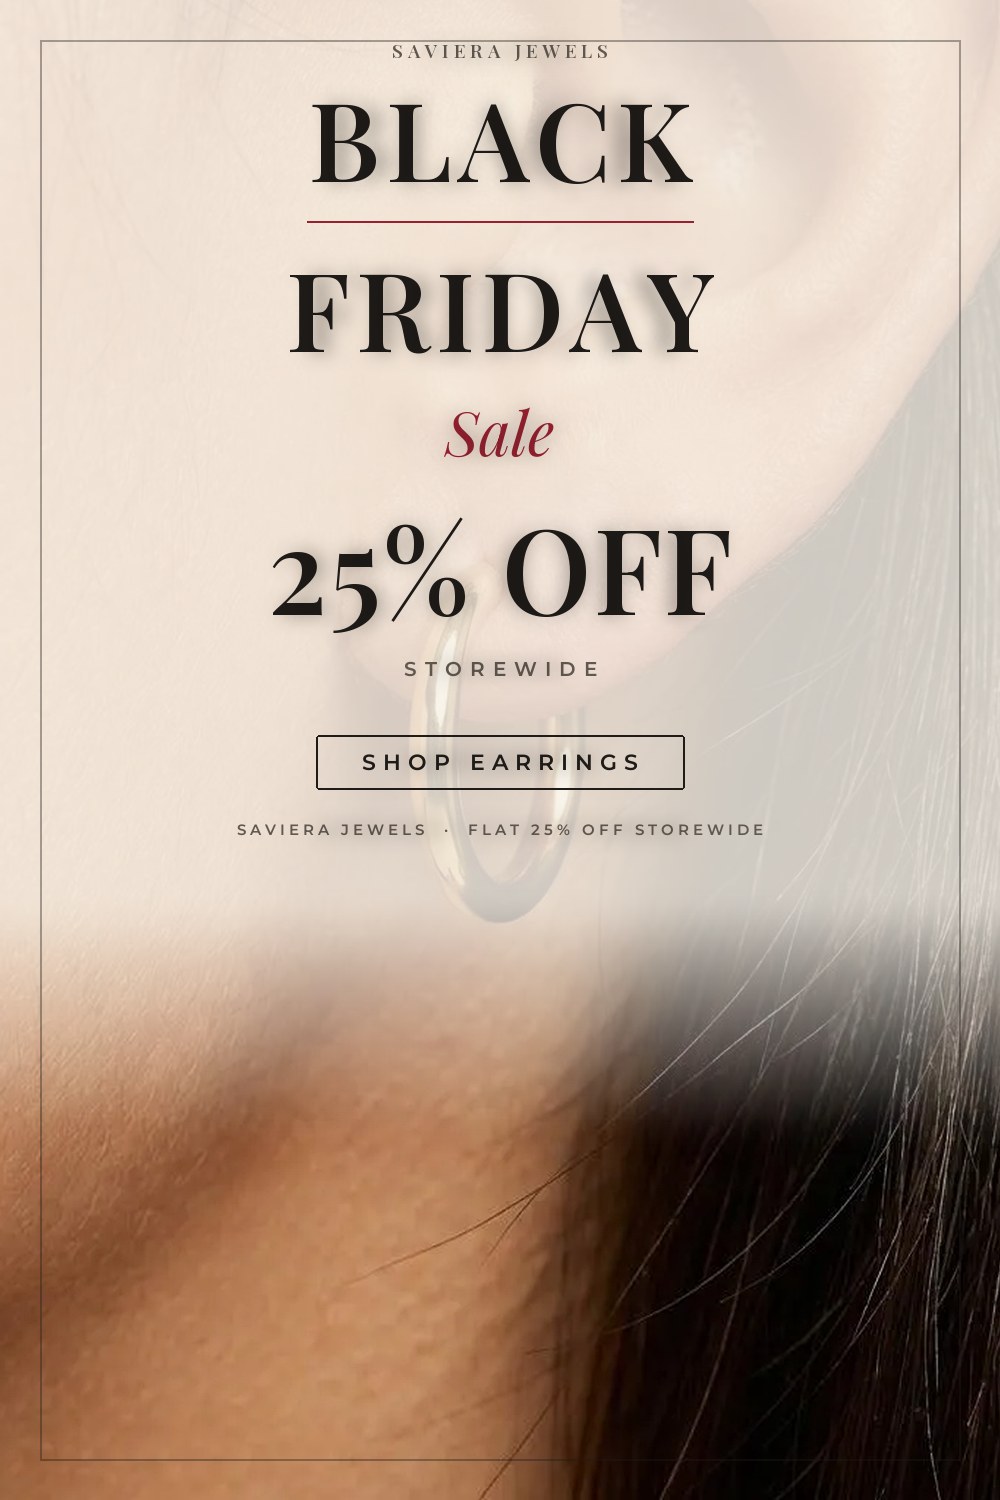 SAVIERA JEWELS
BLACK
FRIDAY
Sale
25% OFF
STOREWIDE
SHOP EARRINGS
SAVIERA JEWELS · FLAT 25% OFF STOREWIDE